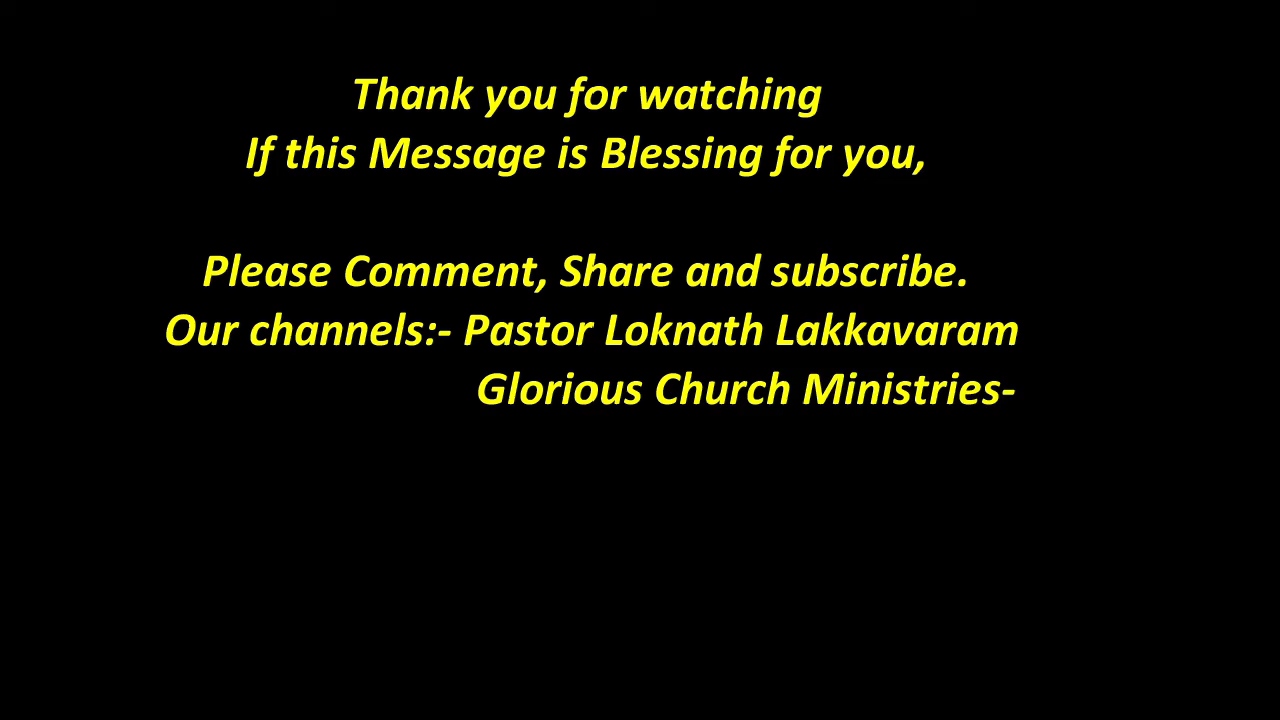 Thank you for watching
If this Message is Blessing for you,
Please Comment, Share and subscribe.
Our channels:- Pastor Loknath Lakkavaram
Glorious Church Ministries-